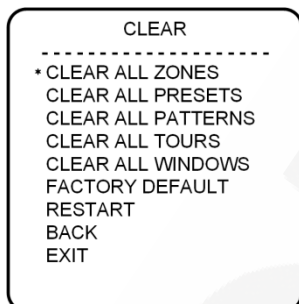 CLEAR
- - - - - - - - - - - - - - - - - - - -
* CLEAR ALL ZONES
CLEAR ALL PRESETS
CLEAR ALL PATTERNS
CLEAR ALL TOURS
CLEAR ALL WINDOWS
FACTORY DEFAULT
RESTART
BACK
EXIT